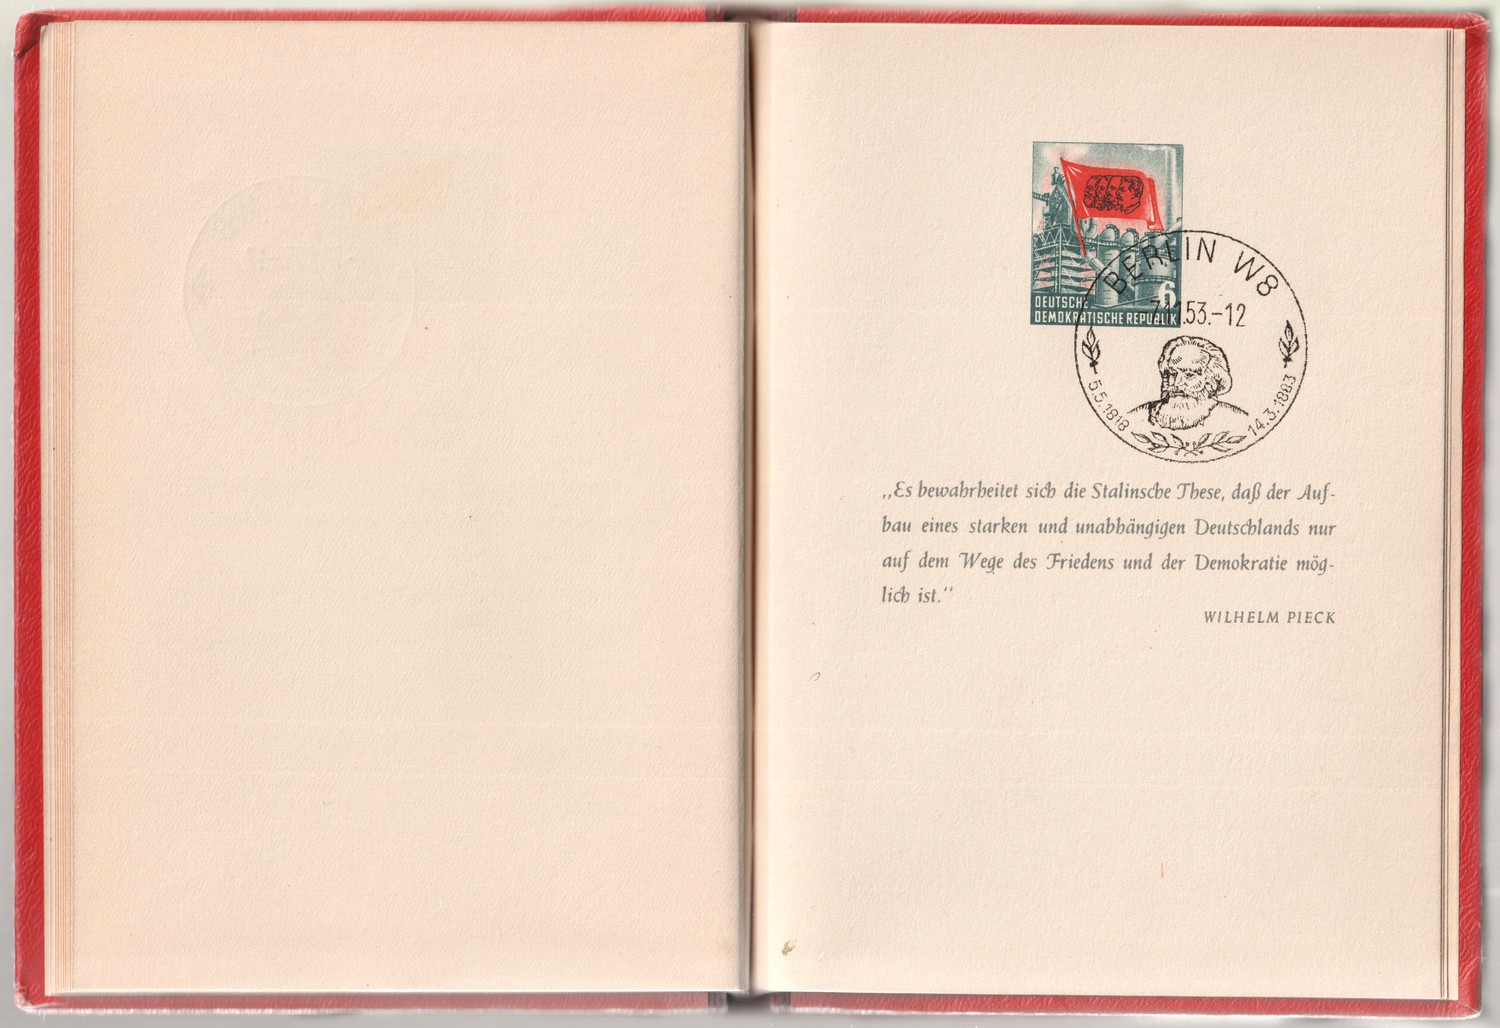 6
DEUTSCHE
DEMOKRATISCHE REPUBLIK
BERLIN W8
53.-12
5.5.1818
14.3.1883
„Es bewahrheitet sich die Stalinsche These, daß der Auf-
bau eines starken und unabhängigen Deutschlands nur
auf dem Wege des Friedens und der Demokratie mög-
lich ist.“
WILHELM PIECK